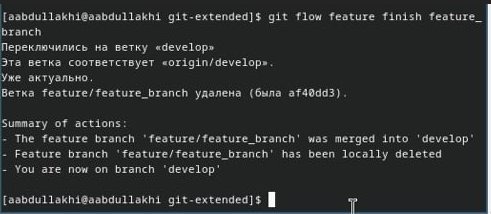 [aabdullakhi@aabdullakhi git-extended]$ git flow feature finish feature_
branch
Переключились на ветку «develop»
Эта ветка соответствует «origin/develop».
Уже актуально.
Ветка feature/feature_branch удалена (была af40dd3).
Summary of actions:
- The feature branch 'feature/feature_branch' was merged into 'develop'
- Feature branch 'feature/feature_branch' has been locally deleted
- You are now on branch 'develop'
[aabdullakhi@aabdullakhi git-extended]$